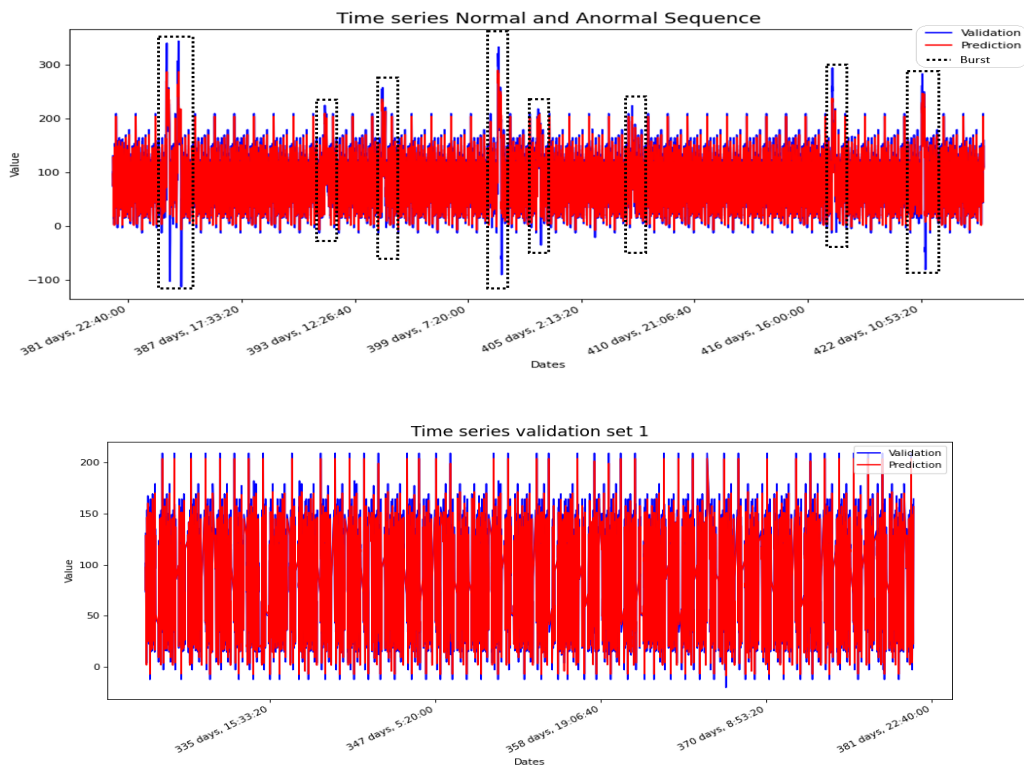 Time series Normal and Anormal Sequence
Validation
Prediction
Burst
300
200
100
0
−100
Value
381 days, 22:40:00
387 days, 17:33:20
393 days, 12:26:40
399 days, 7:20:00
405 days, 2:13:20
410 days, 21:06:40
416 days, 16:00:00
422 days, 10:53:20
Dates
Time series validation set 1
Validation
Prediction
200
150
100
50
0
Value
335 days, 15:33:20
347 days, 5:20:00
358 days, 19:06:40
370 days, 8:53:20
381 days, 22:40:00
Dates